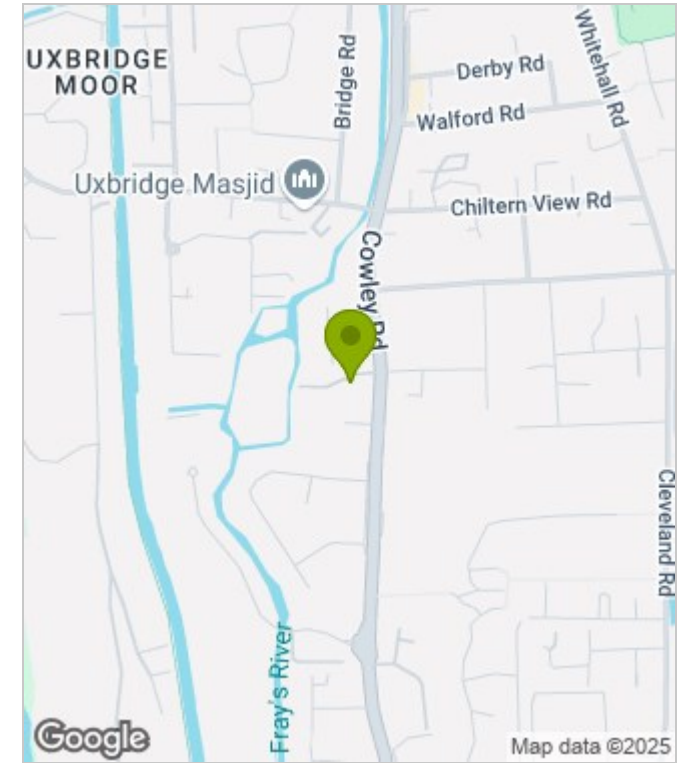 UXBRIDGE
MOOR
Bridge Rd
Derby Rd
Whitehall Rd
Walford Rd
Uxbridge Masjid
Chiltern View Rd
Cowley Rd
Cleveland Rd
Fray's River
Google
Map data ©2025